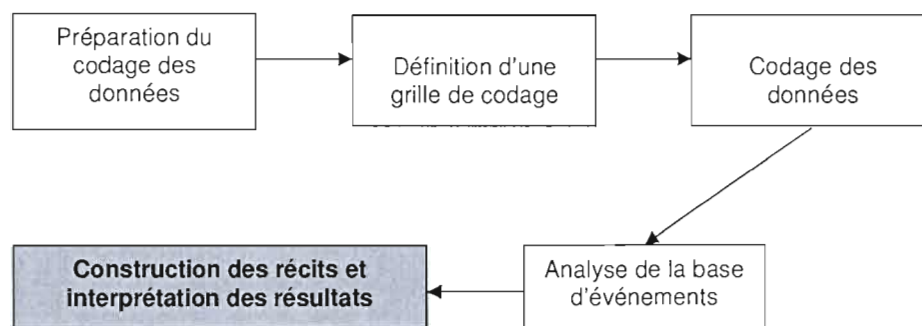 Préparation du
codage des
données
Définition d'une
grille de codage
Codage des
données
Analyse de la base
d'événements
Construction des récits et
interprétation des résultats